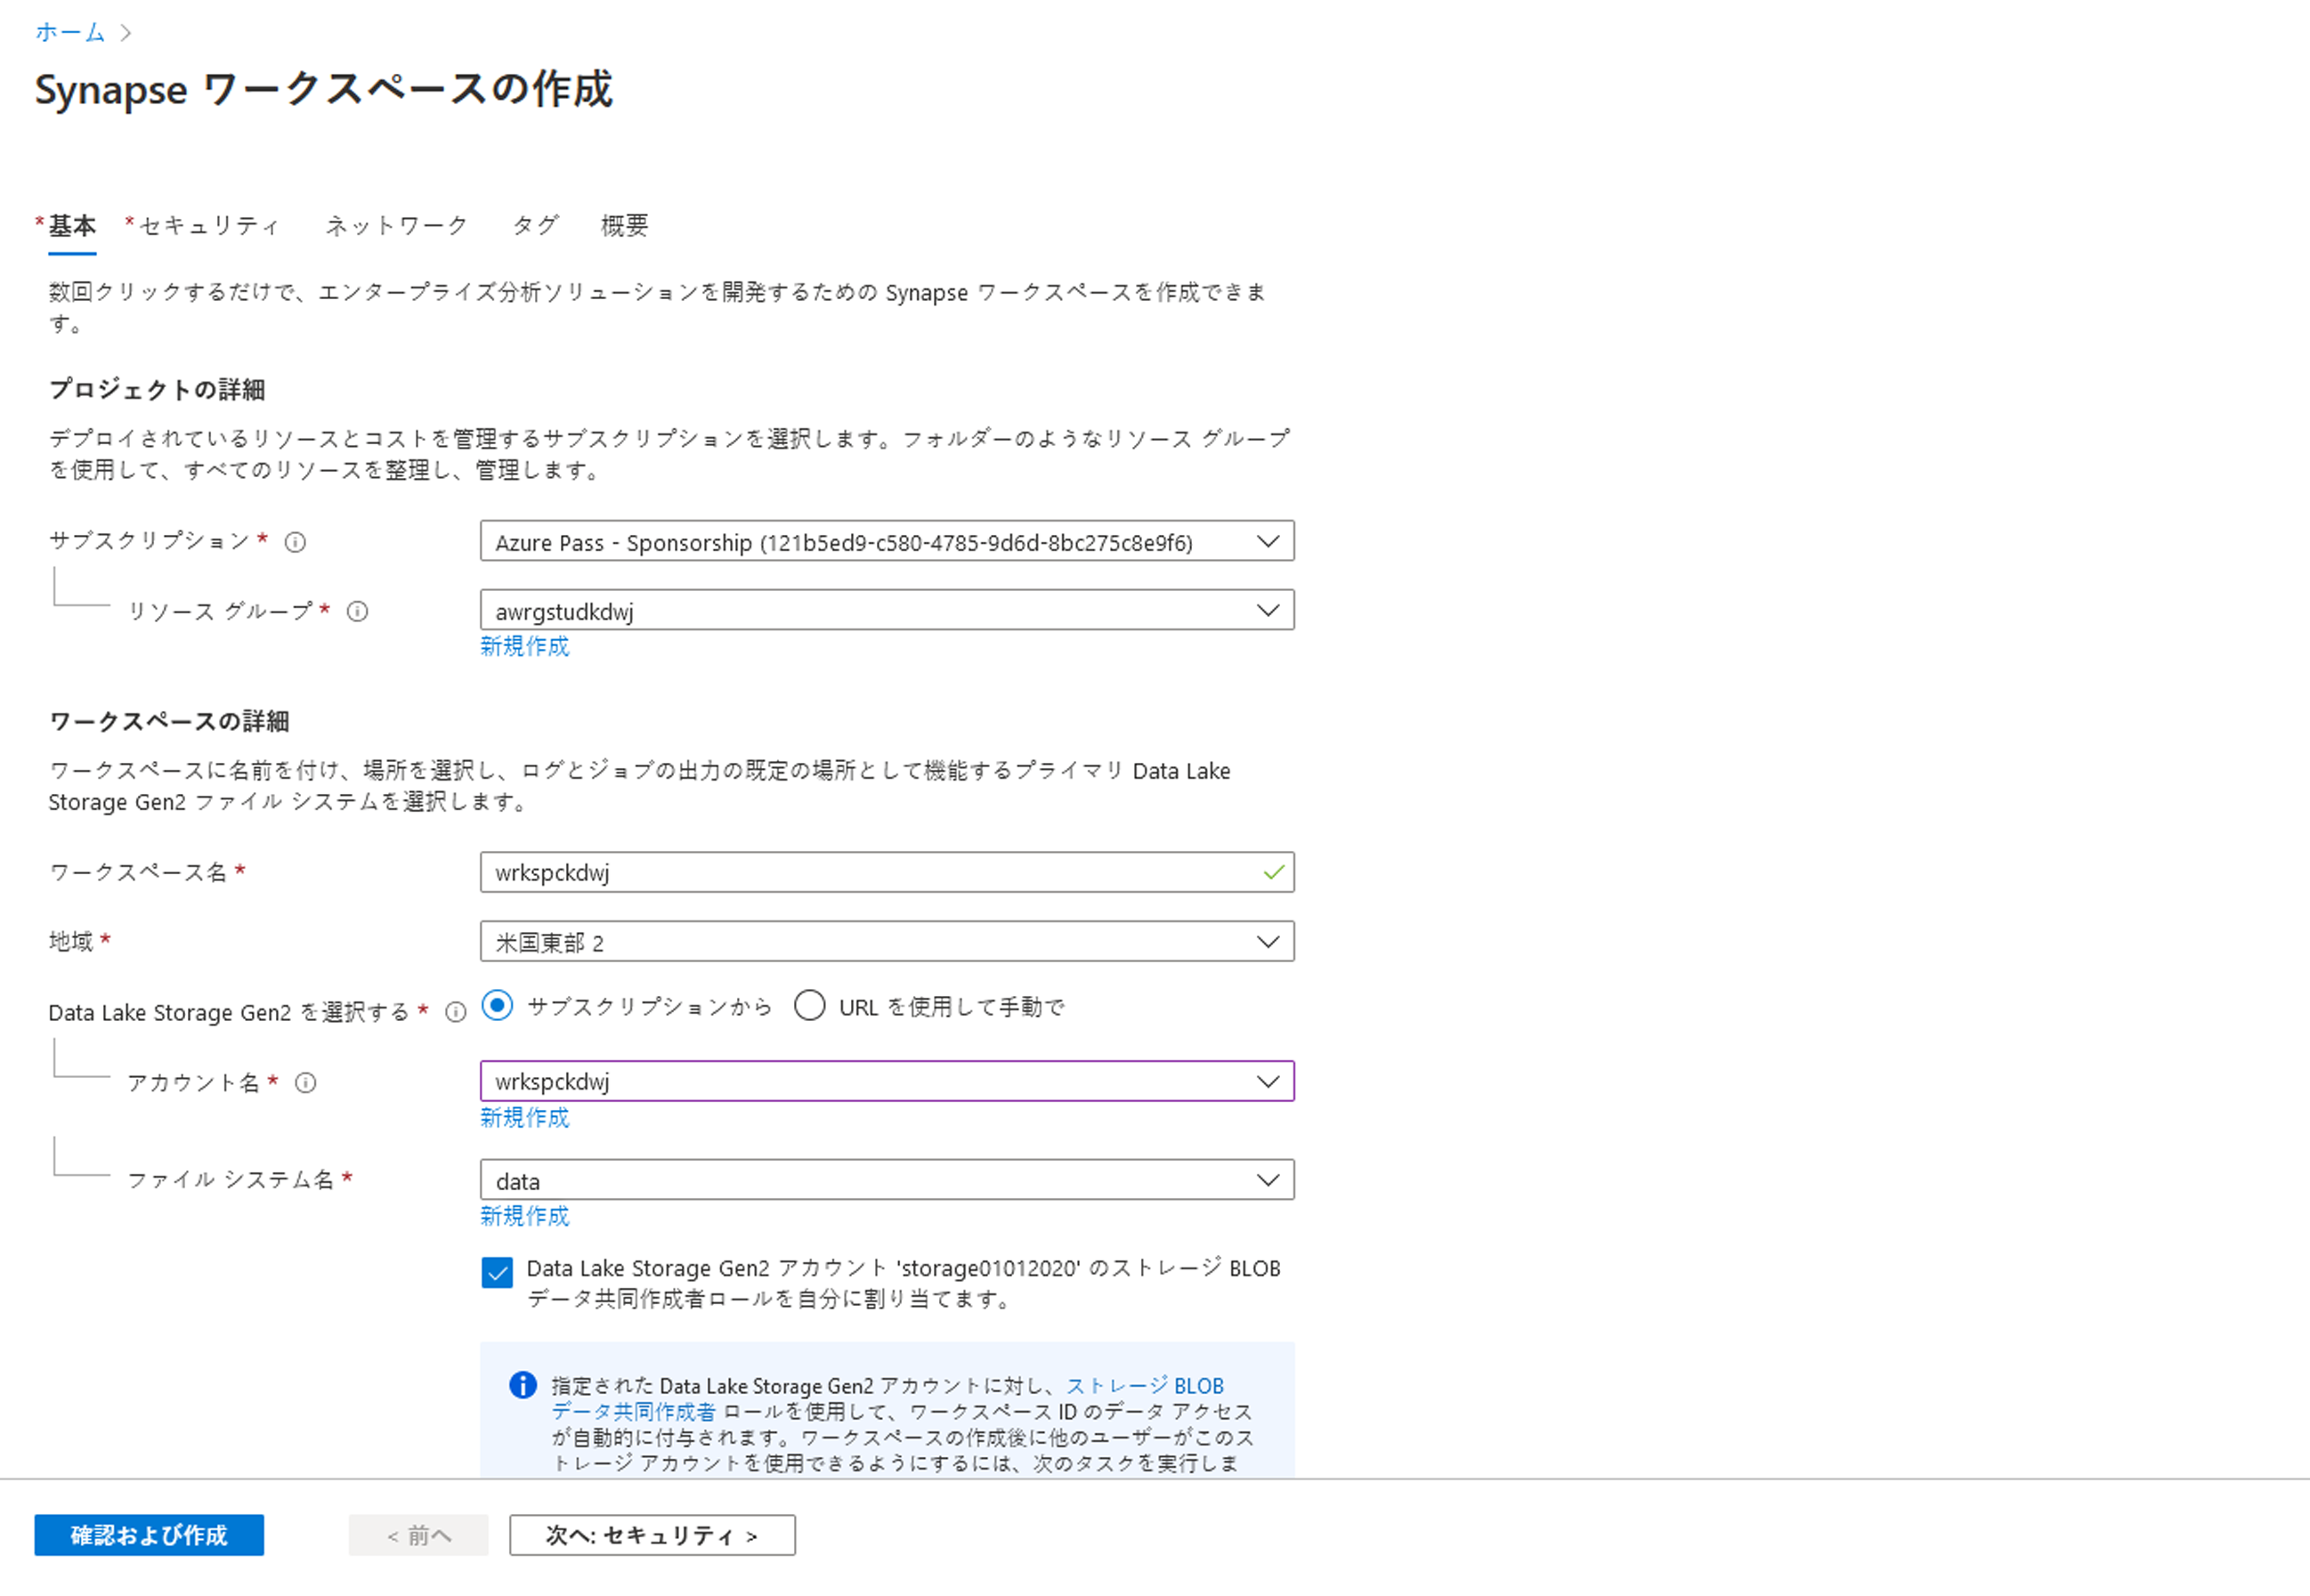 ホーム
Synapse ワークスペースの作成
*基本 *セキュリティ ネットワーク タグ 概要
数回クリックするだけで、エンタープライズ分析ソリューションを開発するための Synapse ワークスペースを作成できま
す。
プロジェクトの詳細
デプロイされているリソースとコストを管理するサブスクリプションを選択します。フォルダーのようなリソース グループ
を使用して、すべてのリソースを整理し、管理します。
サブスクリプション * Azure Pass - Sponsorship (121b5ed9-c580-4785-9d6d-8bc275c8e9f6)
リソース グループ * awrgstudkdwj
新規作成
ワークスペースの詳細
ワークスペースに名前を付け、場所を選択し、ログとジョブの出力の既定の場所として機能するプライマリ Data Lake
Storage Gen2 ファイル システムを選択します。
ワークスペース名 * wrkspckdwj
地域 * 米国東部 2
Data Lake Storage Gen2 を選択する * サブスクリプションから URL を使用して手動で
アカウント名 * wrkspckdwj
新規作成
ファイル システム名 * data
新規作成
Data Lake Storage Gen2 アカウント 'storage01012020' のストレージ BLOB
データ共同作成者ロールを自分に割り当てます。
指定された Data Lake Storage Gen2 アカウントに対し、ストレージ BLOB
データ共同作成者 ロールを使用して、ワークスペース ID のデータ アクセス
が自動的に付与されます。ワークスペースの作成後に他のユーザーがこのス
トレージ アカウントを使用できるようにするには、次のタスクを実行しま
確認および作成 < 前へ 次へ: セキュリティ >